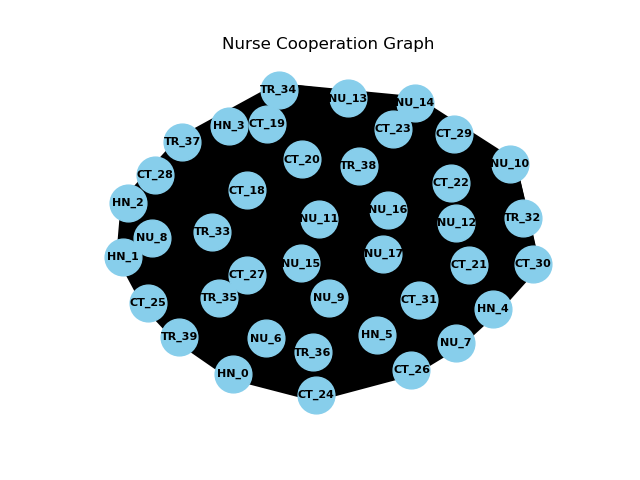 Nurse Cooperation Graph
TR_34
NU_13
NU_14
HN_3
CT_19
CT_23
CT_29
TR_37
CT_20
TR_38
NU_10
CT_28
CT_18
CT_22
HN_2
NU_11
NU_16
NU_12
TR_32
NU_8
TR_33
HN_1
NU_15
NU_17
CT_21
CT_30
CT_27
CT_25
TR_35
NU_9
CT_31
HN_4
TR_39
NU_6
HN_5
NU_7
TR_36
HN_0
CT_26
CT_24